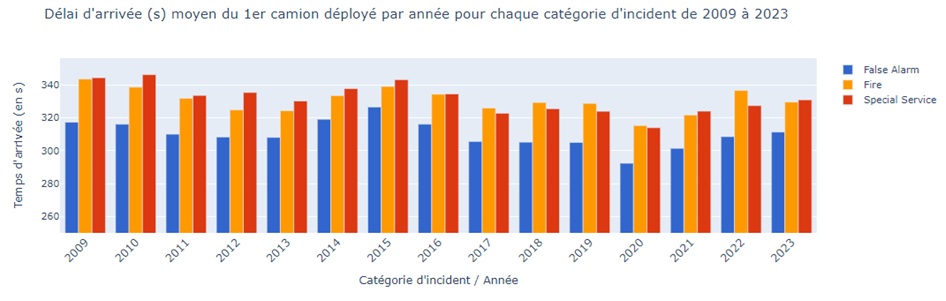 Délai d'arrivée (s) moyen du 1er camion déployé par année pour chaque catégorie d'incident de 2009 à 2023
Temps d'arrivée (en s)
340
320
300
280
260
2009 2010 2011 2012 2013 2014 2015 2016 2017 2018 2019 2020 2021 2022 2023
Catégorie d'incident / Année
False Alarm
Fire
Special Service